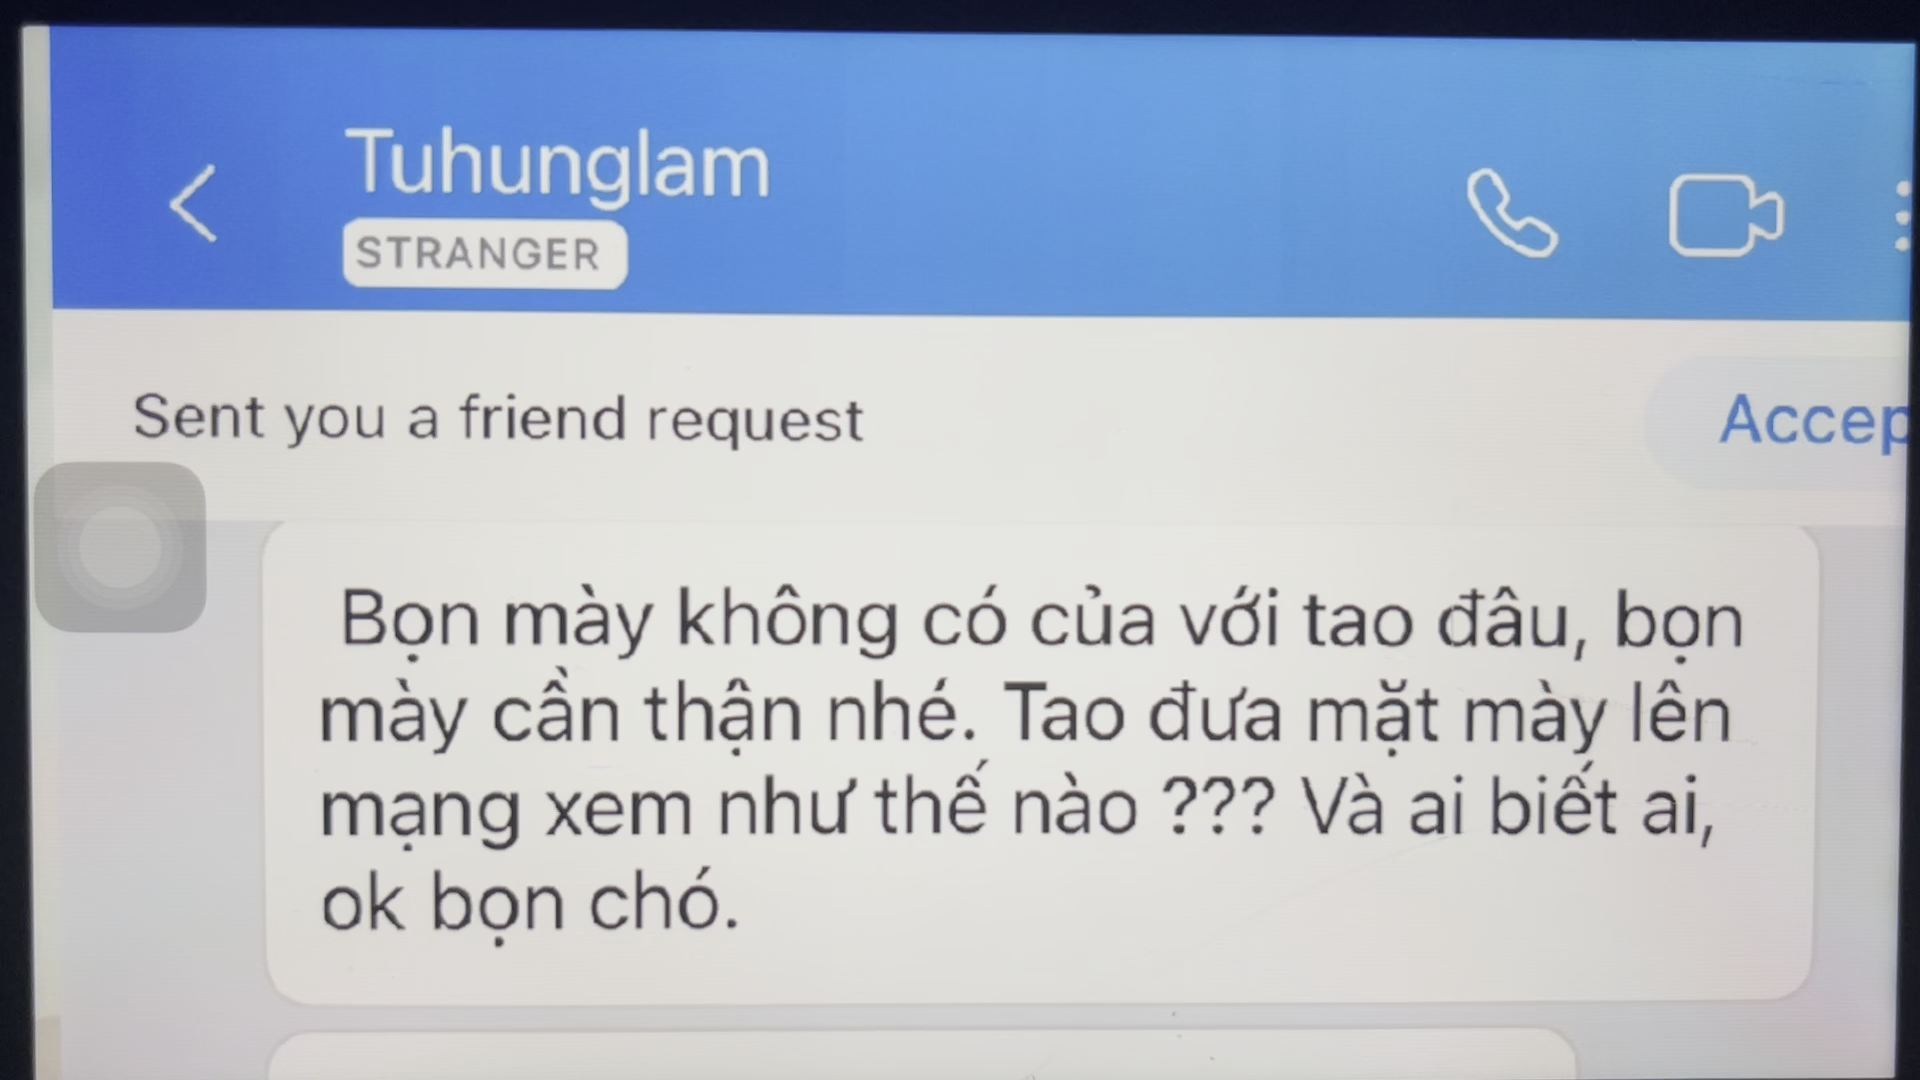 Tuhunglam
STRANGER
Sent you a friend request
Accep
Bọn mày không có của với tao đâu, bọn
mày cần thận nhé. Tao đưa mặt mày lên
mạng xem như thế nào ??? Và ai biết ai,
ok bọn chó.